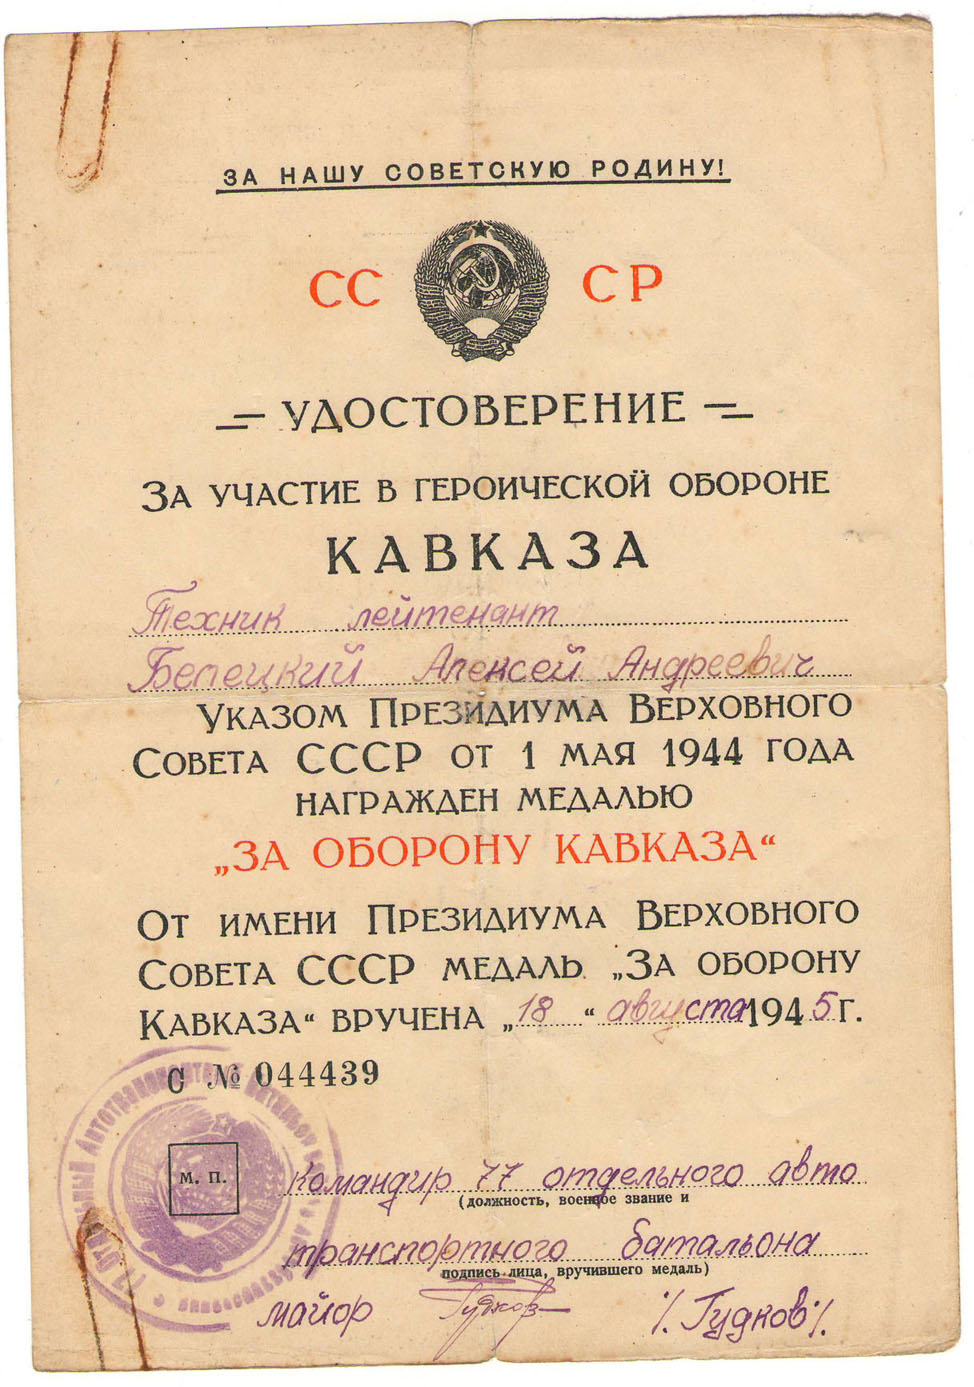 ЗА НАШУ СОВЕТСКУЮ РОДИНУ!
СС СР
УДОСТОВЕРЕНИЕ
ЗА УЧАСТИЕ В ГЕРОИЧЕСКОЙ ОБОРОНЕ
КАВКАЗА
Техник лейтенант
Белецкий Алексей Андреевич
УКАЗОМ ПРЕЗИДИУМА ВЕРХОВНОГО
СОВЕТА СССР ОТ 1 МАЯ 1944 ГОДА
НАГРАЖДЕН МЕДАЛЬЮ
„ЗА ОБОРОНУ КАВКАЗА“
ОТ ИМЕНИ ПРЕЗИДИУМА ВЕРХОВНОГО
СОВЕТА СССР МЕДАЛЬ „ЗА ОБОРОНУ
КАВКАЗА“ ВРУЧЕНА „18“ августа 1945 Г.
С № 044439
М. П.
Командир 77 отдельного авто
(должность, военное звание и
транспортного батальона
подпись лица, вручившего медаль)
майор Гудков /. Гудков /.